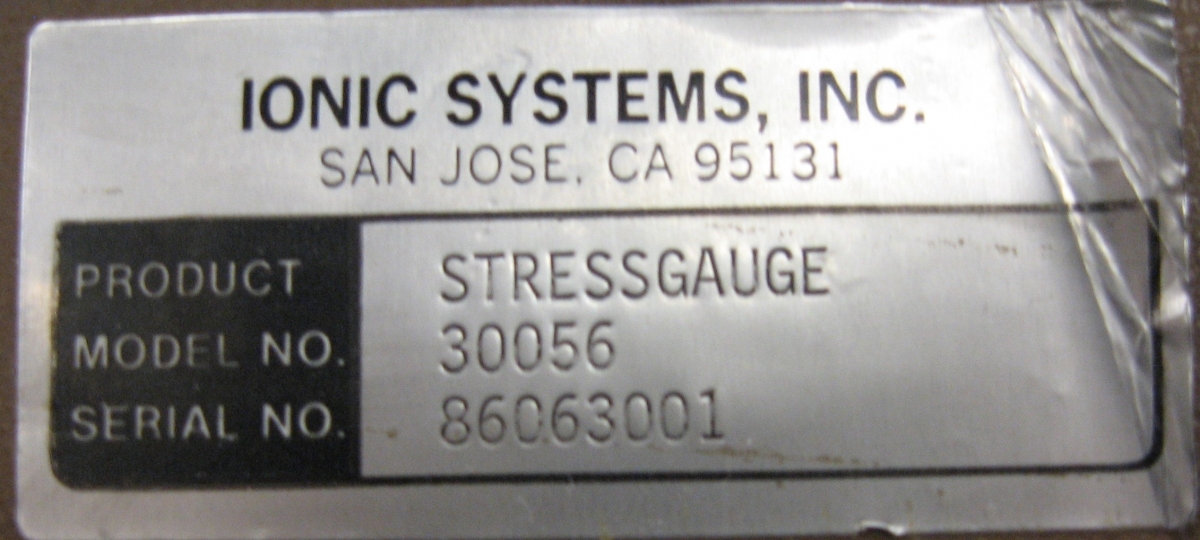 IONIC SYSTEMS, INC.
SAN JOSE, CA 95131
PRODUCT STRESSGAUGE
MODEL NO. 30056
SERIAL NO. 86063001